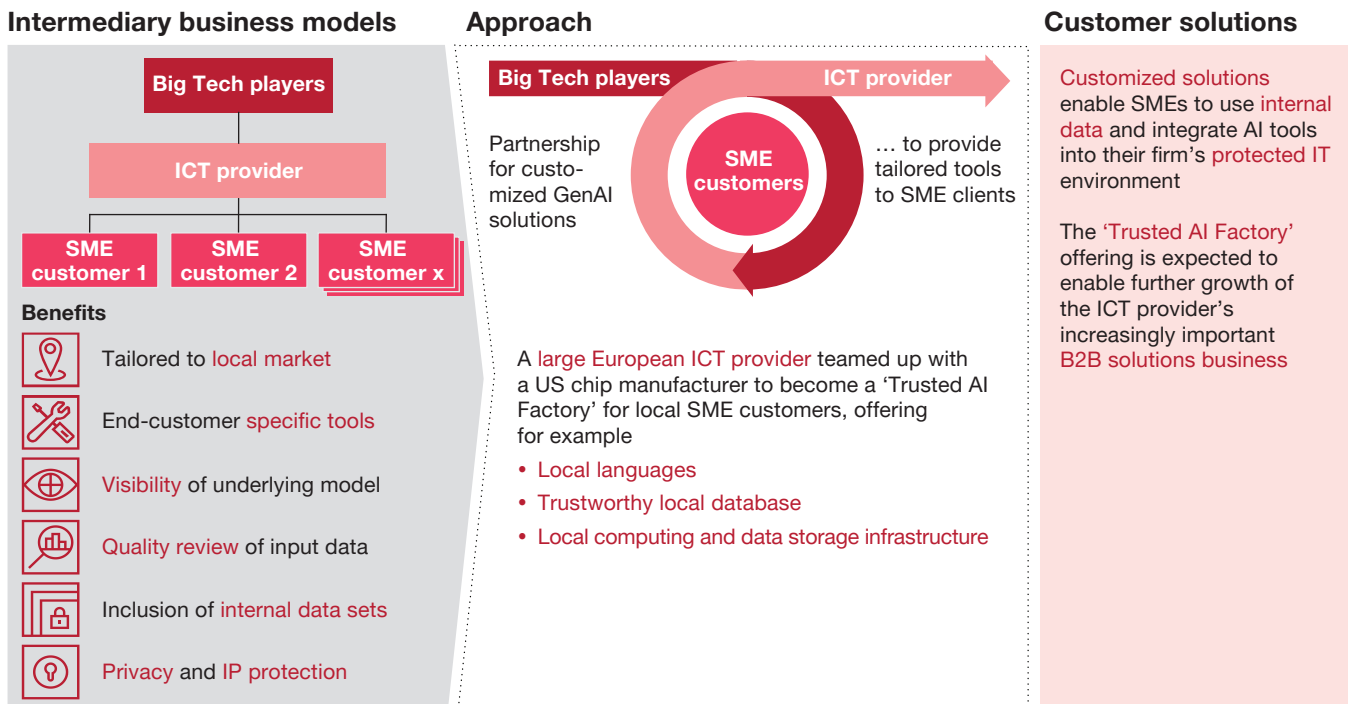 Intermediary business models
Big Tech players
ICT provider
SME
customer 1
SME
customer 2
SME
customer x
Benefits
Tailored to local market
End-customer specific tools
Visibility of underlying model
Quality review of input data
Inclusion of internal data sets
Privacy and IP protection
Approach
Big Tech players
ICT provider
Partnership
for custo-
mized GenAI
solutions
SME
customers
... to provide
tailored tools
to SME clients
A large European ICT provider teamed up with
a US chip manufacturer to become a ‘Trusted AI
Factory’ for local SME customers, offering
for example
• Local languages
• Trustworthy local database
• Local computing and data storage infrastructure
Customer solutions
Customized solutions
enable SMEs to use internal
data and integrate AI tools
into their firm’s protected IT
environment
The ‘Trusted AI Factory’
offering is expected to
enable further growth of
the ICT provider’s
increasingly important
B2B solutions business